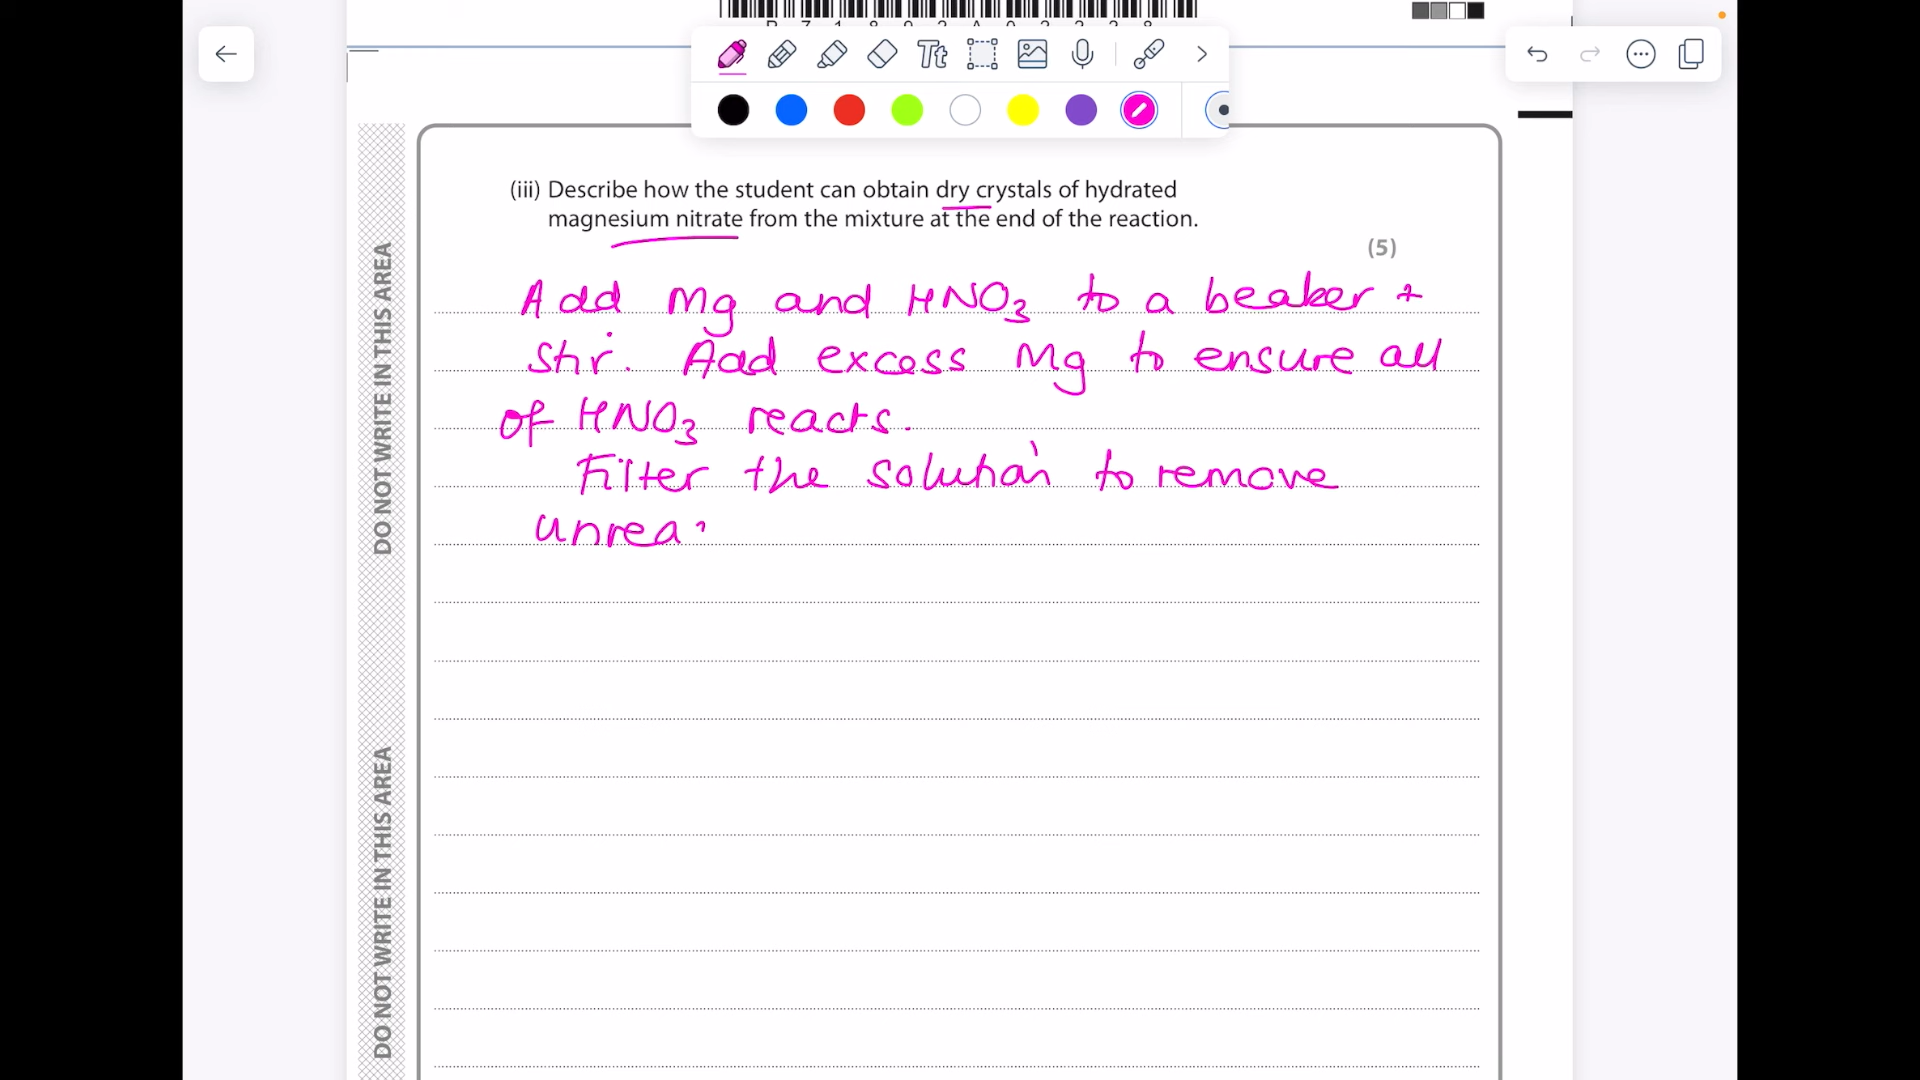 Tt
(iii) Describe how the student can obtain dry crystals of hydrated
magnesium nitrate from the mixture at the end of the reaction.
(5)
Add Mg and HNO3 to a beaker +
stir. Add excess Mg to ensure all
of HNO3 reacts.
Filter the solution to remove
unrea
DO NOT WRITE IN THIS AREA
DO NOT WRITE IN THIS AREA